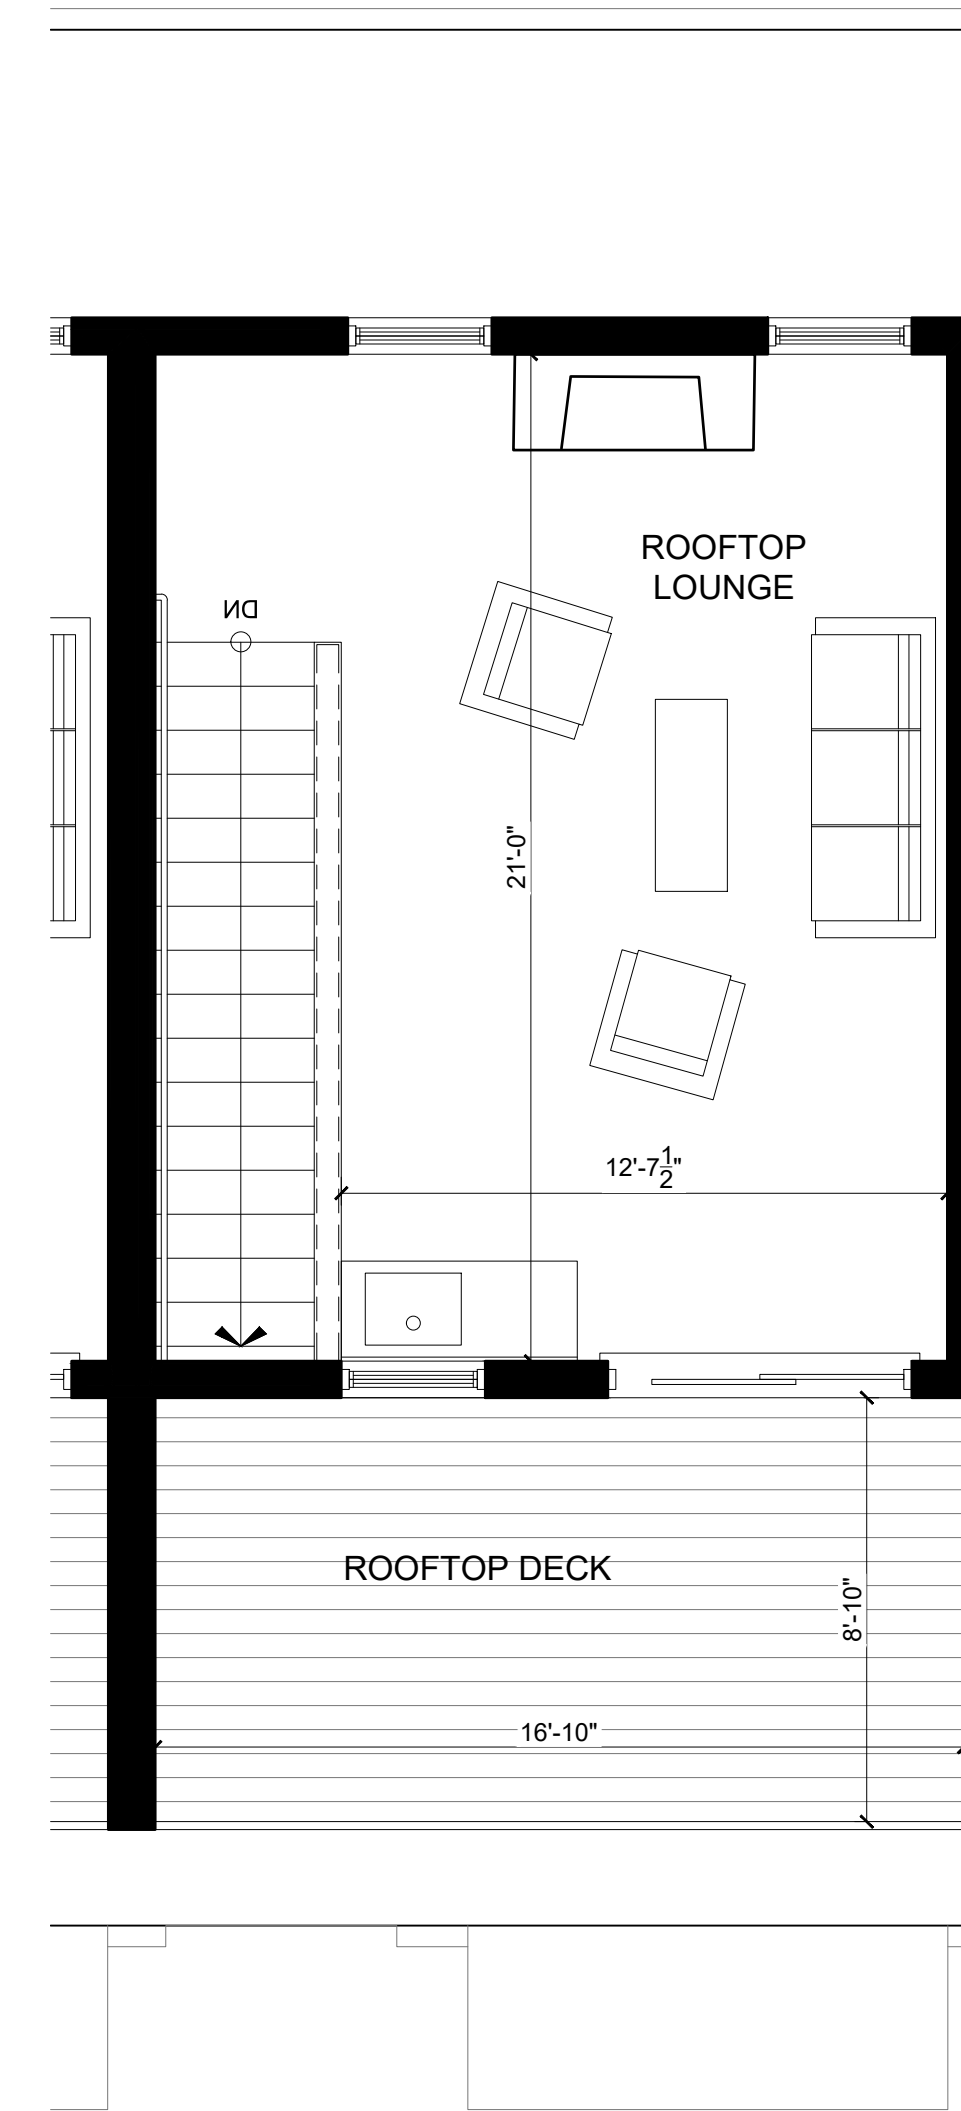 ROOFTOP
LOUNGE
DN
21'-0"
12'-7 1/2"
ROOFTOP DECK
8'-10"
16'-10"